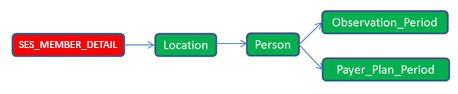 SES_MEMBER_DETAIL
Location
Person
Observation_Period
Payer_Plan_Period